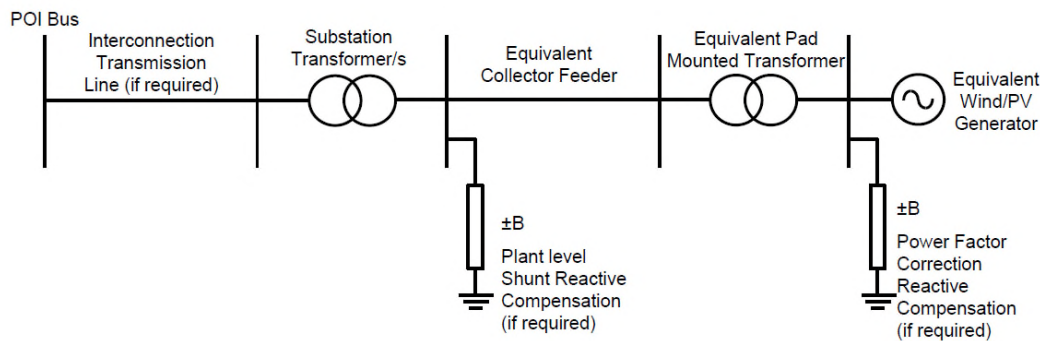 POI Bus
Interconnection
Transmission
Line (if required)
Substation
Transformer/s
Equivalent
Collector Feeder
Equivalent Pad
Mounted Transformer
Equivalent
Wind/PV
Generator
±B
Plant level
Shunt Reactive
Compensation
(if required)
±B
Power Factor
Correction
Reactive
Compensation
(if required)